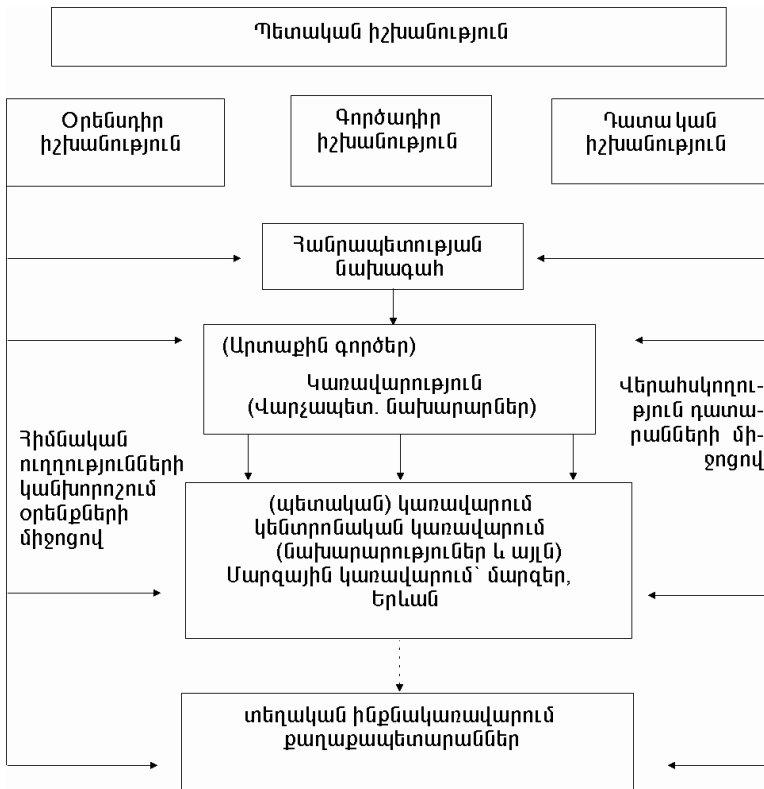 Պետական իշխանություն
Օրենսդիր
իշխանություն
Գործադիր
իշխանություն
Դատական
իշխանություն
Հանրապետության
նախագահ
(Արտաքին գործեր)
Կառավարություն
(Վարչապետ. նախարարներ)
Հիմնական
ուղղությունների
կանխորոշում
օրենքների
միջոցով
Վերահսկողու-
թյուն դատա-
րանների մի-
ջոցով
(պետական) կառավարում
կենտրոնական կառավարում
(նախարարություներ և այլն)
Մարզային կառավարում՝ մարզեր,
Երևան
տեղական ինքնակառավարում
քաղաքապետարաններ